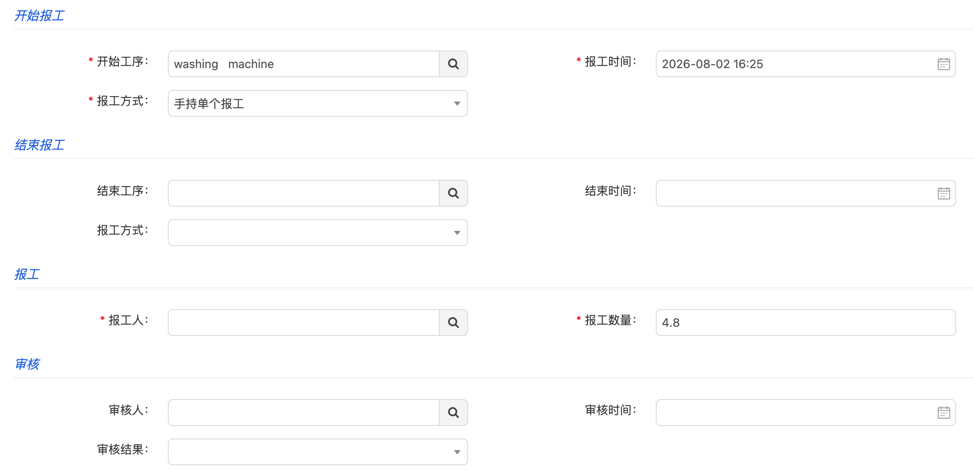 开始报工
* 开始工序： washing machine
* 报工时间： 2026-08-02 16:25
* 报工方式： 手持单个报工
结束报工
结束工序：
结束时间：
报工方式：
报工
* 报工人：
* 报工数量： 4.8
审核
审核人：
审核时间：
审核结果：